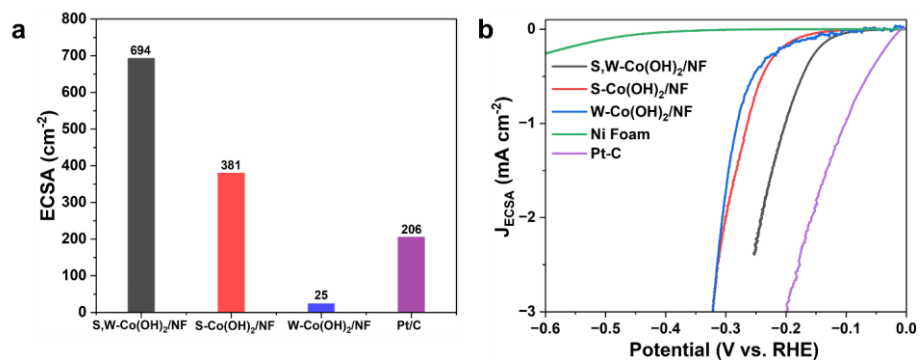 a
ECSA (cm⁻²)
800
700
600
500
400
300
200
100
0
694
381
25
206
S,W-Co(OH)₂/NF
S-Co(OH)₂/NF
W-Co(OH)₂/NF
Pt/C
b
J_ECSA (mA cm⁻²)
0
-1
-2
-3
S,W-Co(OH)₂/NF
S-Co(OH)₂/NF
W-Co(OH)₂/NF
Ni Foam
Pt-C
-0.6
-0.5
-0.4
-0.3
-0.2
-0.1
0.0
Potential (V vs. RHE)